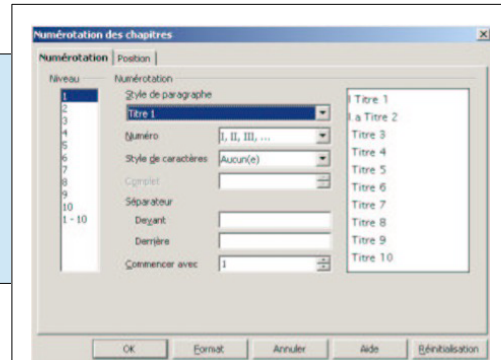 Numérotation des chapitres
Numérotation
Position
Niveau
1
2
3
4
5
6
7
8
9
10
1 - 10
Numérotation
Style de paragraphe
Titre 1
Numéro
I, II, III, ...
Style de caractères
Aucun(e)
Complet
Séparateur
Devant
Derrière
Commencer avec
1
I Titre 1
I.a Titre 2
Titre 3
Titre 4
Titre 5
Titre 6
Titre 7
Titre 8
Titre 9
Titre 10
OK
Format
Annuler
Aide
Réinitialisation